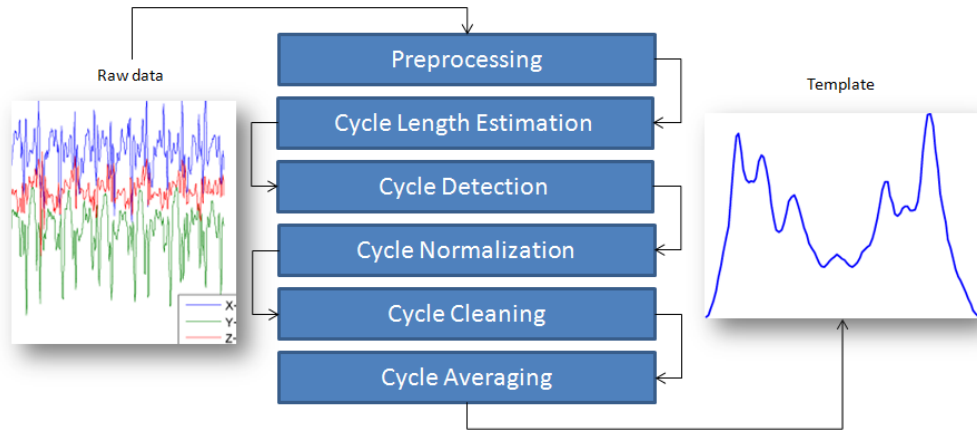 Raw data
X-
Y-
Z-
Preprocessing
Cycle Length Estimation
Cycle Detection
Cycle Normalization
Cycle Cleaning
Cycle Averaging
Template